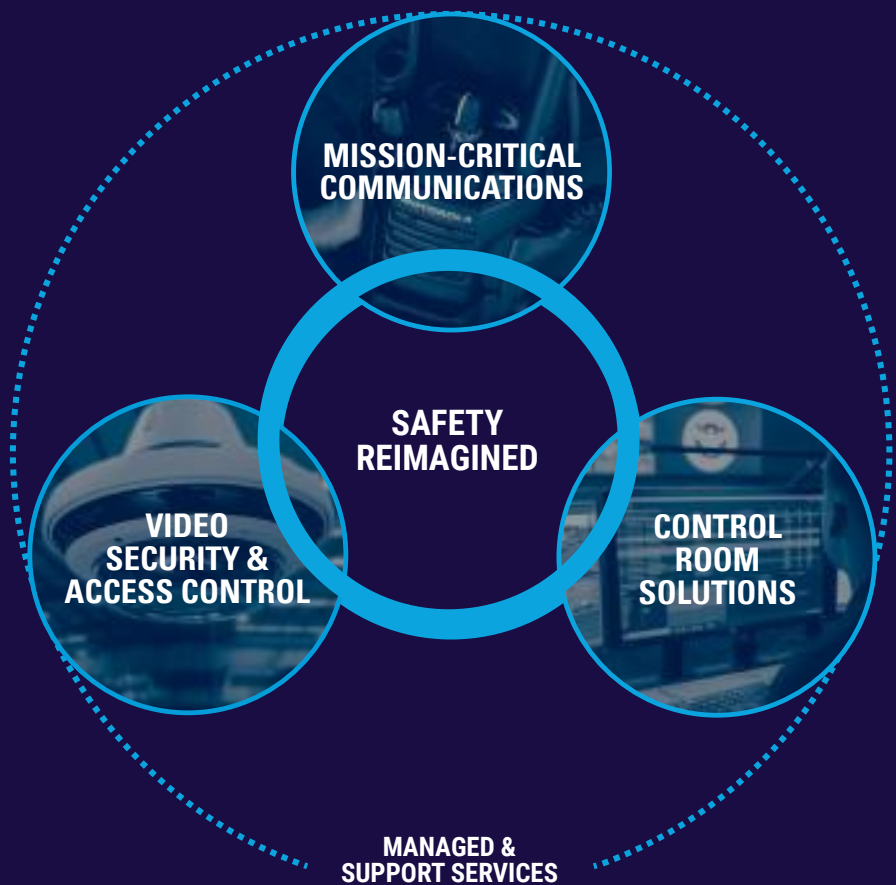 MISSION-CRITICAL
COMMUNICATIONS
SAFETY
REIMAGINED
VIDEO
SECURITY &
ACCESS CONTROL
CONTROL
ROOM
SOLUTIONS
MANAGED &
SUPPORT SERVICES